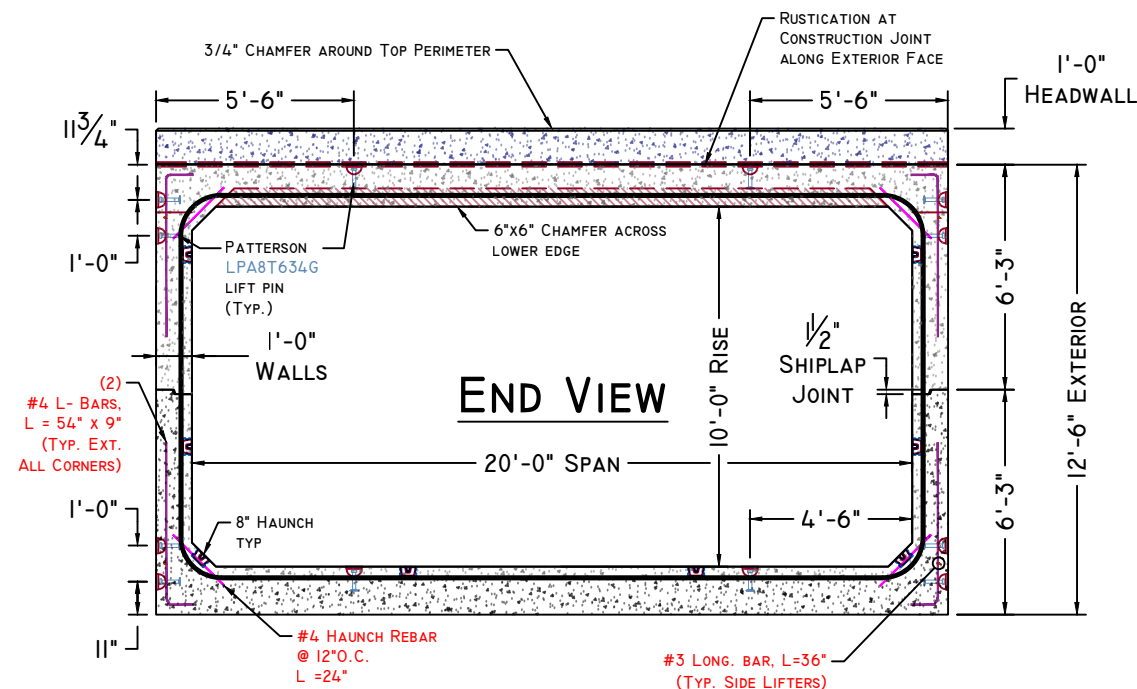 3/4" Chamfer around Top Perimeter
Rustication at
Construction Joint
along Exterior Face
1'-0"
Headwall
5'-6"
5'-6"
11 3/4"
6"x6" Chamfer across
lower edge
1'-0"
Patterson
LPA8T634G
lift pin
(Typ.)
1'-0"
Walls
10'-0" Rise
1 1/2"
Shiplap
Joint
6'-3"
12'-6" Exterior
6'-3"
End View
(2)
#4 L- Bars,
L = 54" x 9"
(Typ. Ext.
All Corners)
20'-0" Span
1'-0"
8" Haunch
typ
4'-6"
11"
#4 Haunch Rebar
@ 12"O.C.
L =24"
#3 Long. bar, L=36"
(Typ. Side Lifters)